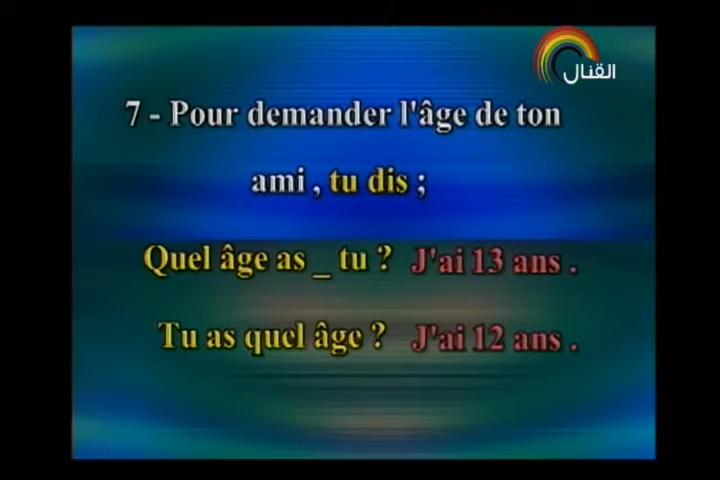 القنال
7 - Pour demander l'âge de ton
ami , tu dis ;
Quel âge as _ tu ? J'ai 13 ans .
Tu as quel âge ? J'ai 12 ans .